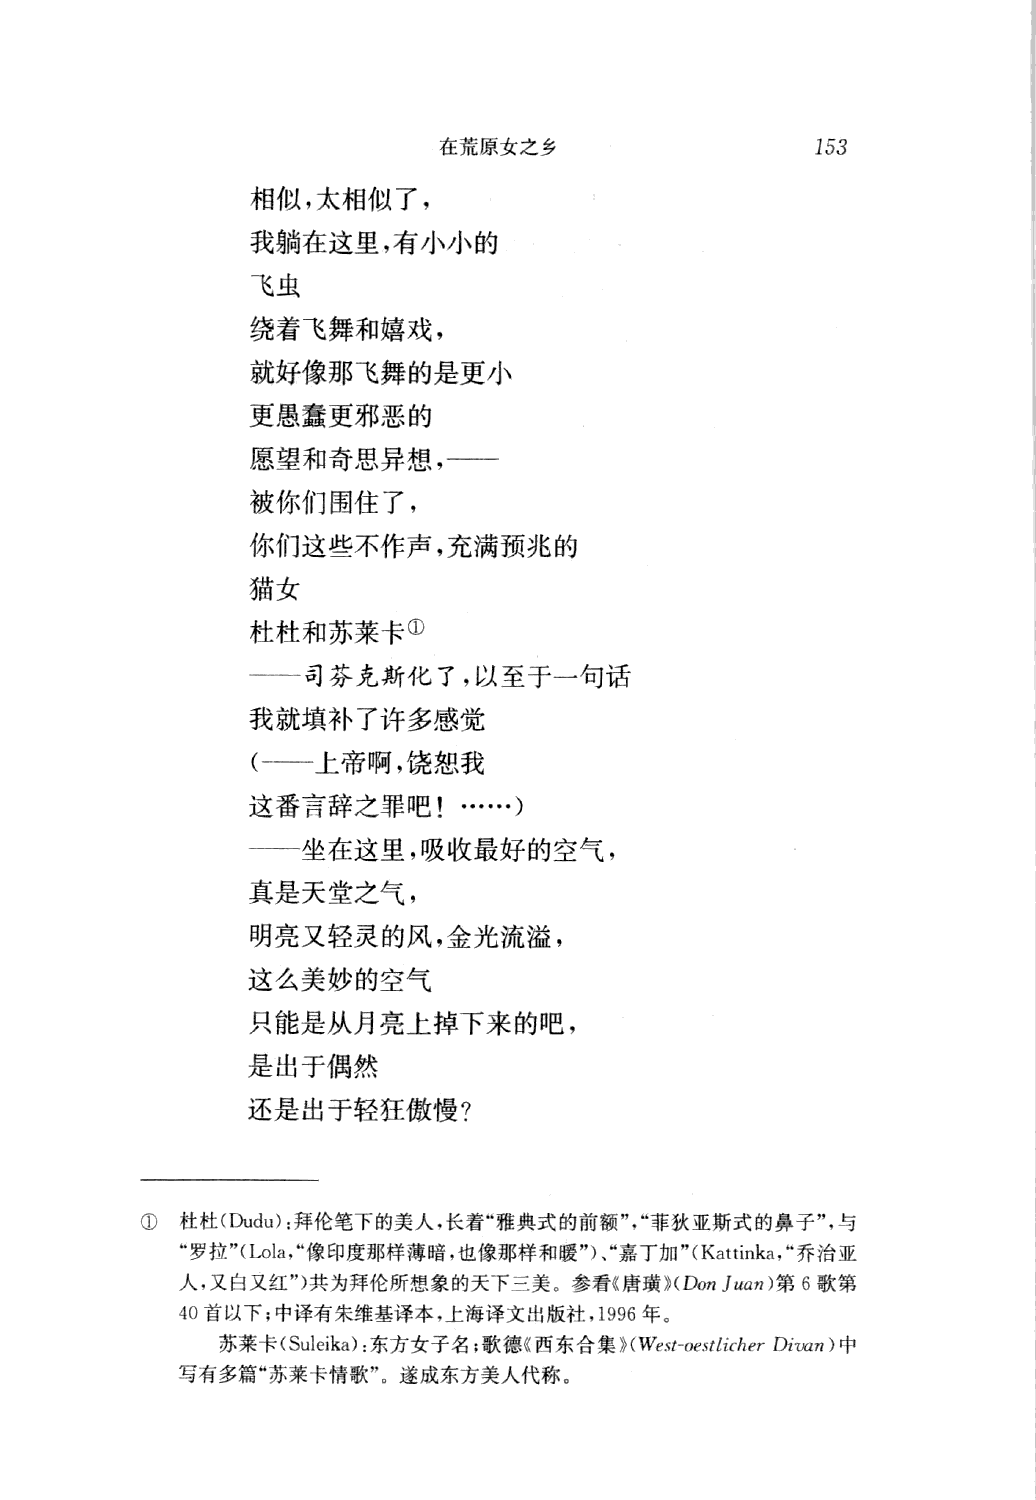 在荒原女之乡 153
相似,太相似了,
我躺在这里,有小小的
飞虫
绕着飞舞和嬉戏,
就好像那飞舞的是更小
更愚蠢更邪恶的
愿望和奇思异想,——
被你们围住了,
你们这些不作声,充满预兆的
猫女
杜杜和苏莱卡①
——司芬克斯化了,以至于一句话
我就填补了许多感觉
(——上帝啊,饶恕我
这番言辞之罪吧!……)
——坐在这里,吸收最好的空气,
真是天堂之气,
明亮又轻灵的风,金光流溢,
这么美妙的空气
只能是从月亮上掉下来的吧,
是出于偶然
还是出于轻狂傲慢?
① 杜杜(Dudu):拜伦笔下的美人,长着“雅典式的前额”,“菲狄亚斯式的鼻子”,与
“罗拉”(Lola,“像印度那样薄暗,也像那样和暖”)、“嘉丁加”(Kattinka,“乔治亚
人,又白又红”)共为拜伦所想象的天下三美。参看《唐璜》(Don Juan)第 6 歌第
40 首以下;中译有朱维基译本,上海译文出版社,1996 年。
苏莱卡(Suleika):东方女子名;歌德《西东合集》(West-oestlicher Divan)中
写有多篇“苏莱卡情歌”。遂成东方美人代称。